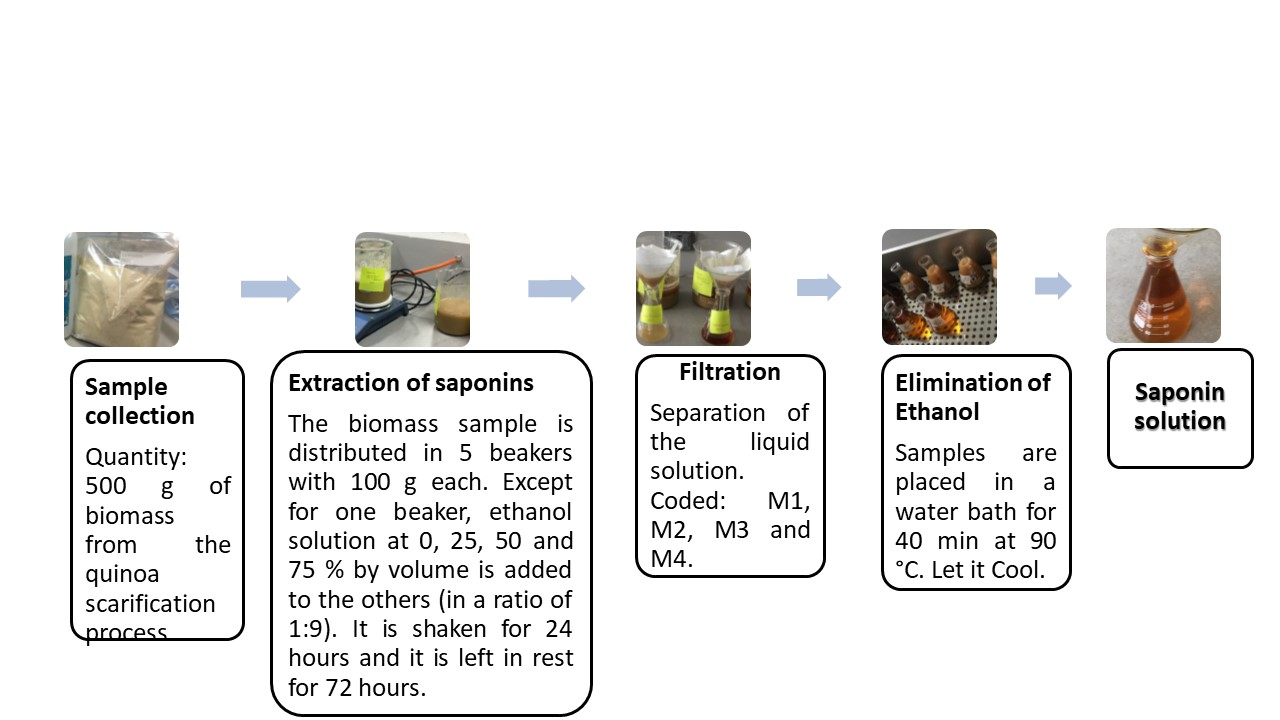 Sample
collection
Quantity:
500 g of
biomass
from the
quinoa
scarification
process
Extraction of saponins
The biomass sample is
distributed in 5 beakers
with 100 g each. Except
for one beaker, ethanol
solution at 0, 25, 50 and
75 % by volume is added
to the others (in a ratio of
1:9). It is shaken for 24
hours and it is left in rest
for 72 hours.
Filtration
Separation of
the liquid
solution.
Coded: M1,
M2, M3 and
M4.
Elimination of
Ethanol
Samples are
placed in a
water bath for
40 min at 90
°C. Let it Cool.
Saponin
solution